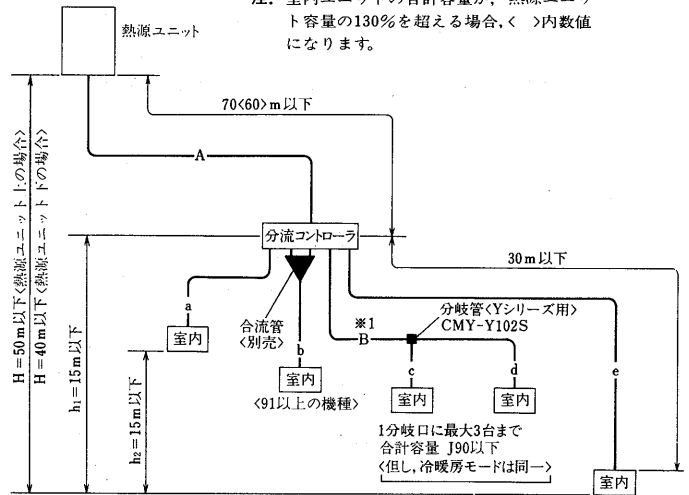 注. 室内ユニットの合計容量が, 熱源ユニッ
ト容量の130%を超える場合,< >内数値
になります。
熱源ユニット
70<60>m以下
A
H=50m以下<熱源ユニット上の場合>
H=40m以下<熱源ユニット下の場合>
分流コントローラ
30m以下
h₁=15m以下
a
合流管
<別売>
b
※1
B
分岐管<Yシリーズ用>
CMY-Y102S
室内
h₂=15m以下
室内
<91以上の機種>
c
d
e
室内
室内
1分岐口に最大3台まで
合計容量 J90以下
<但し,冷暖房モードは同一>
室内